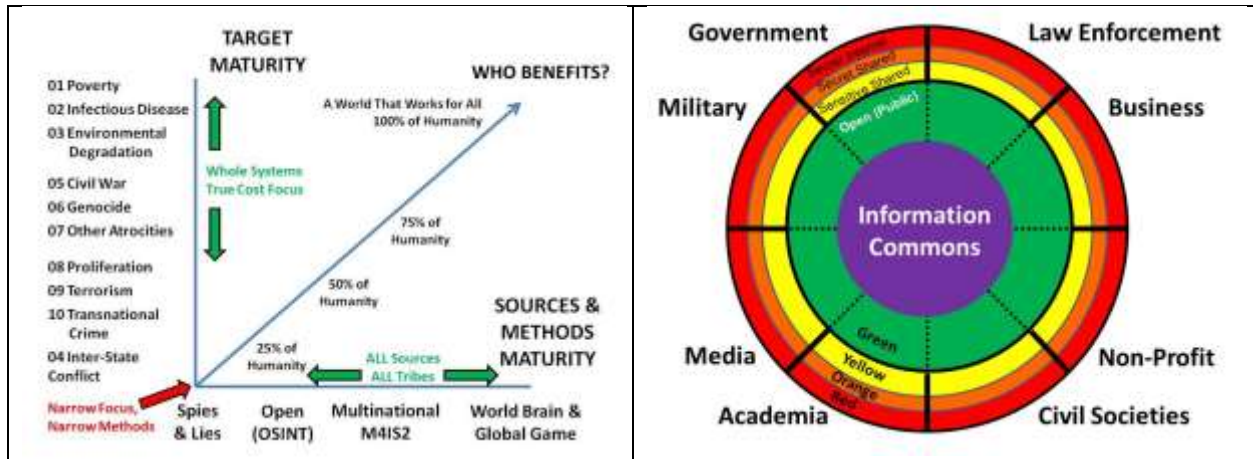 TARGET
MATURITY
01 Poverty
02 Infectious Disease
03 Environmental
Degradation
05 Civil War
06 Genocide
07 Other Atrocities
08 Proliferation
09 Terrorism
10 Transnational
Crime
04 Inter-State
Conflict
Narrow Focus,
Narrow Methods
Whole Systems
True Cost Focus
WHO BENEFITS?
A World That Works for All
100% of Humanity
75% of
Humanity
50% of
Humanity
25% of
Humanity
SOURCES &
METHODS
MATURITY
ALL Sources
ALL Tribes
Spies
& Lies
Open
(OSINT)
Multinational
M4IS2
World Brain &
Global Game
Government
Law Enforcement
Military
Business
Secret Shared
Sensitive Shared
Open (Public)
Information
Commons
Green
Yellow
Orange
Red
Media
Non-Profit
Academia
Civil Societies